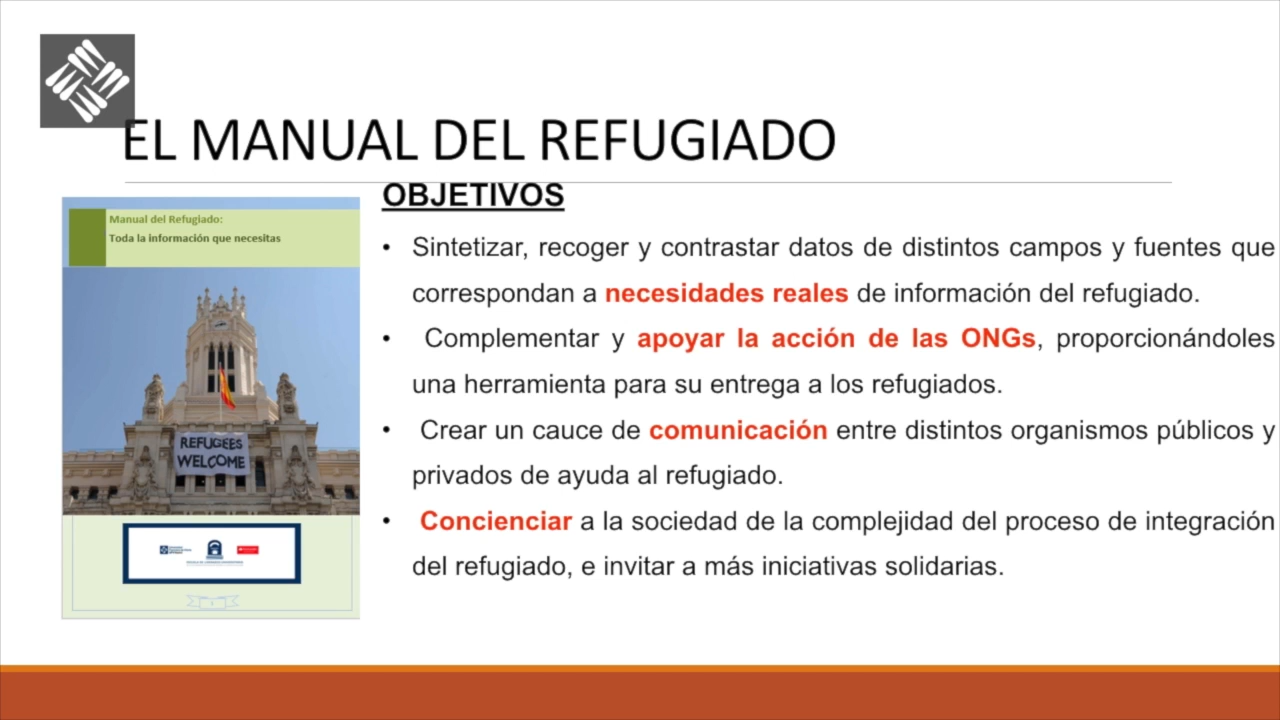 EL MANUAL DEL REFUGIADO
Manual del Refugiado:
Toda la información que necesitas
REFUGEES
WELCOME
OBJETIVOS
• Sintetizar, recoger y contrastar datos de distintos campos y fuentes que
correspondan a necesidades reales de información del refugiado.
• Complementar y apoyar la acción de las ONGs, proporcionándoles
una herramienta para su entrega a los refugiados.
• Crear un cauce de comunicación entre distintos organismos públicos y
privados de ayuda al refugiado.
• Concienciar a la sociedad de la complejidad del proceso de integración
del refugiado, e invitar a más iniciativas solidarias.